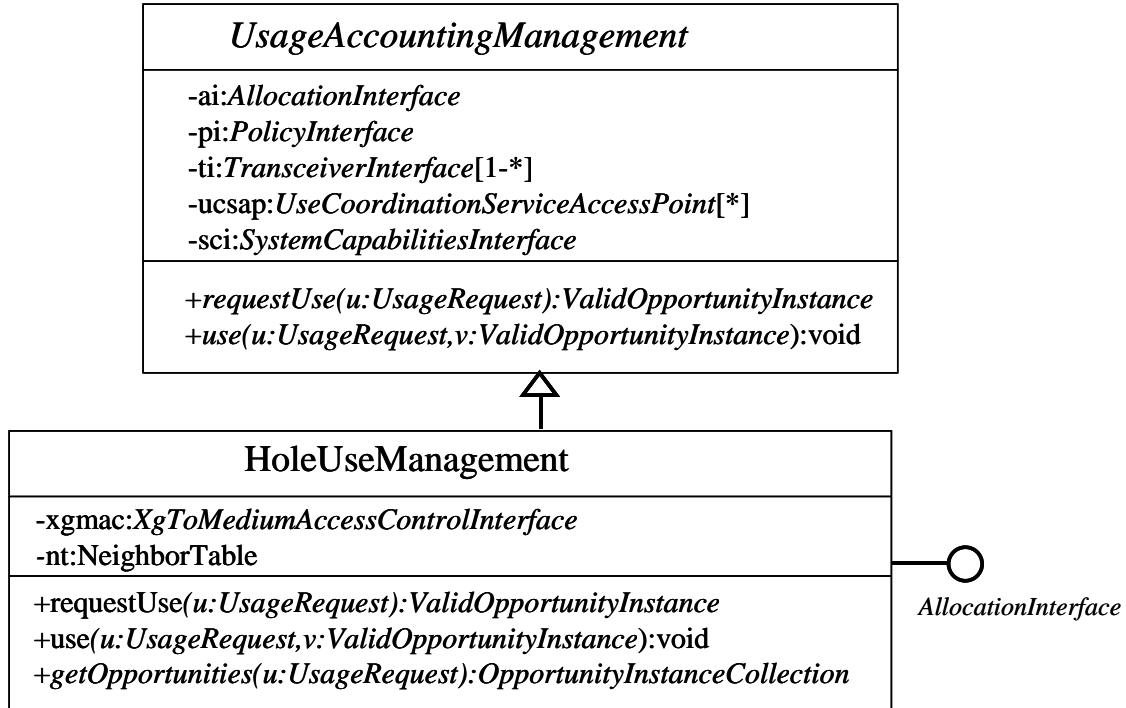 UsageAccountingManagement
-ai:AllocationInterface
-pi:PolicyInterface
-ti:TransceiverInterface[1-*]
-ucsap:UseCoordinationServiceAccessPoint[*]
-sci:SystemCapabilitiesInterface
+requestUse(u:UsageRequest):ValidOpportunityInstance
+use(u:UsageRequest,v:ValidOpportunityInstance):void
HoleUseManagement
-xgmac:XgToMediumAccessControlInterface
-nt:NeighborTable
+requestUse(u:UsageRequest):ValidOpportunityInstance
+use(u:UsageRequest,v:ValidOpportunityInstance):void
+getOpportunities(u:UsageRequest):OpportunityInstanceCollection
AllocationInterface